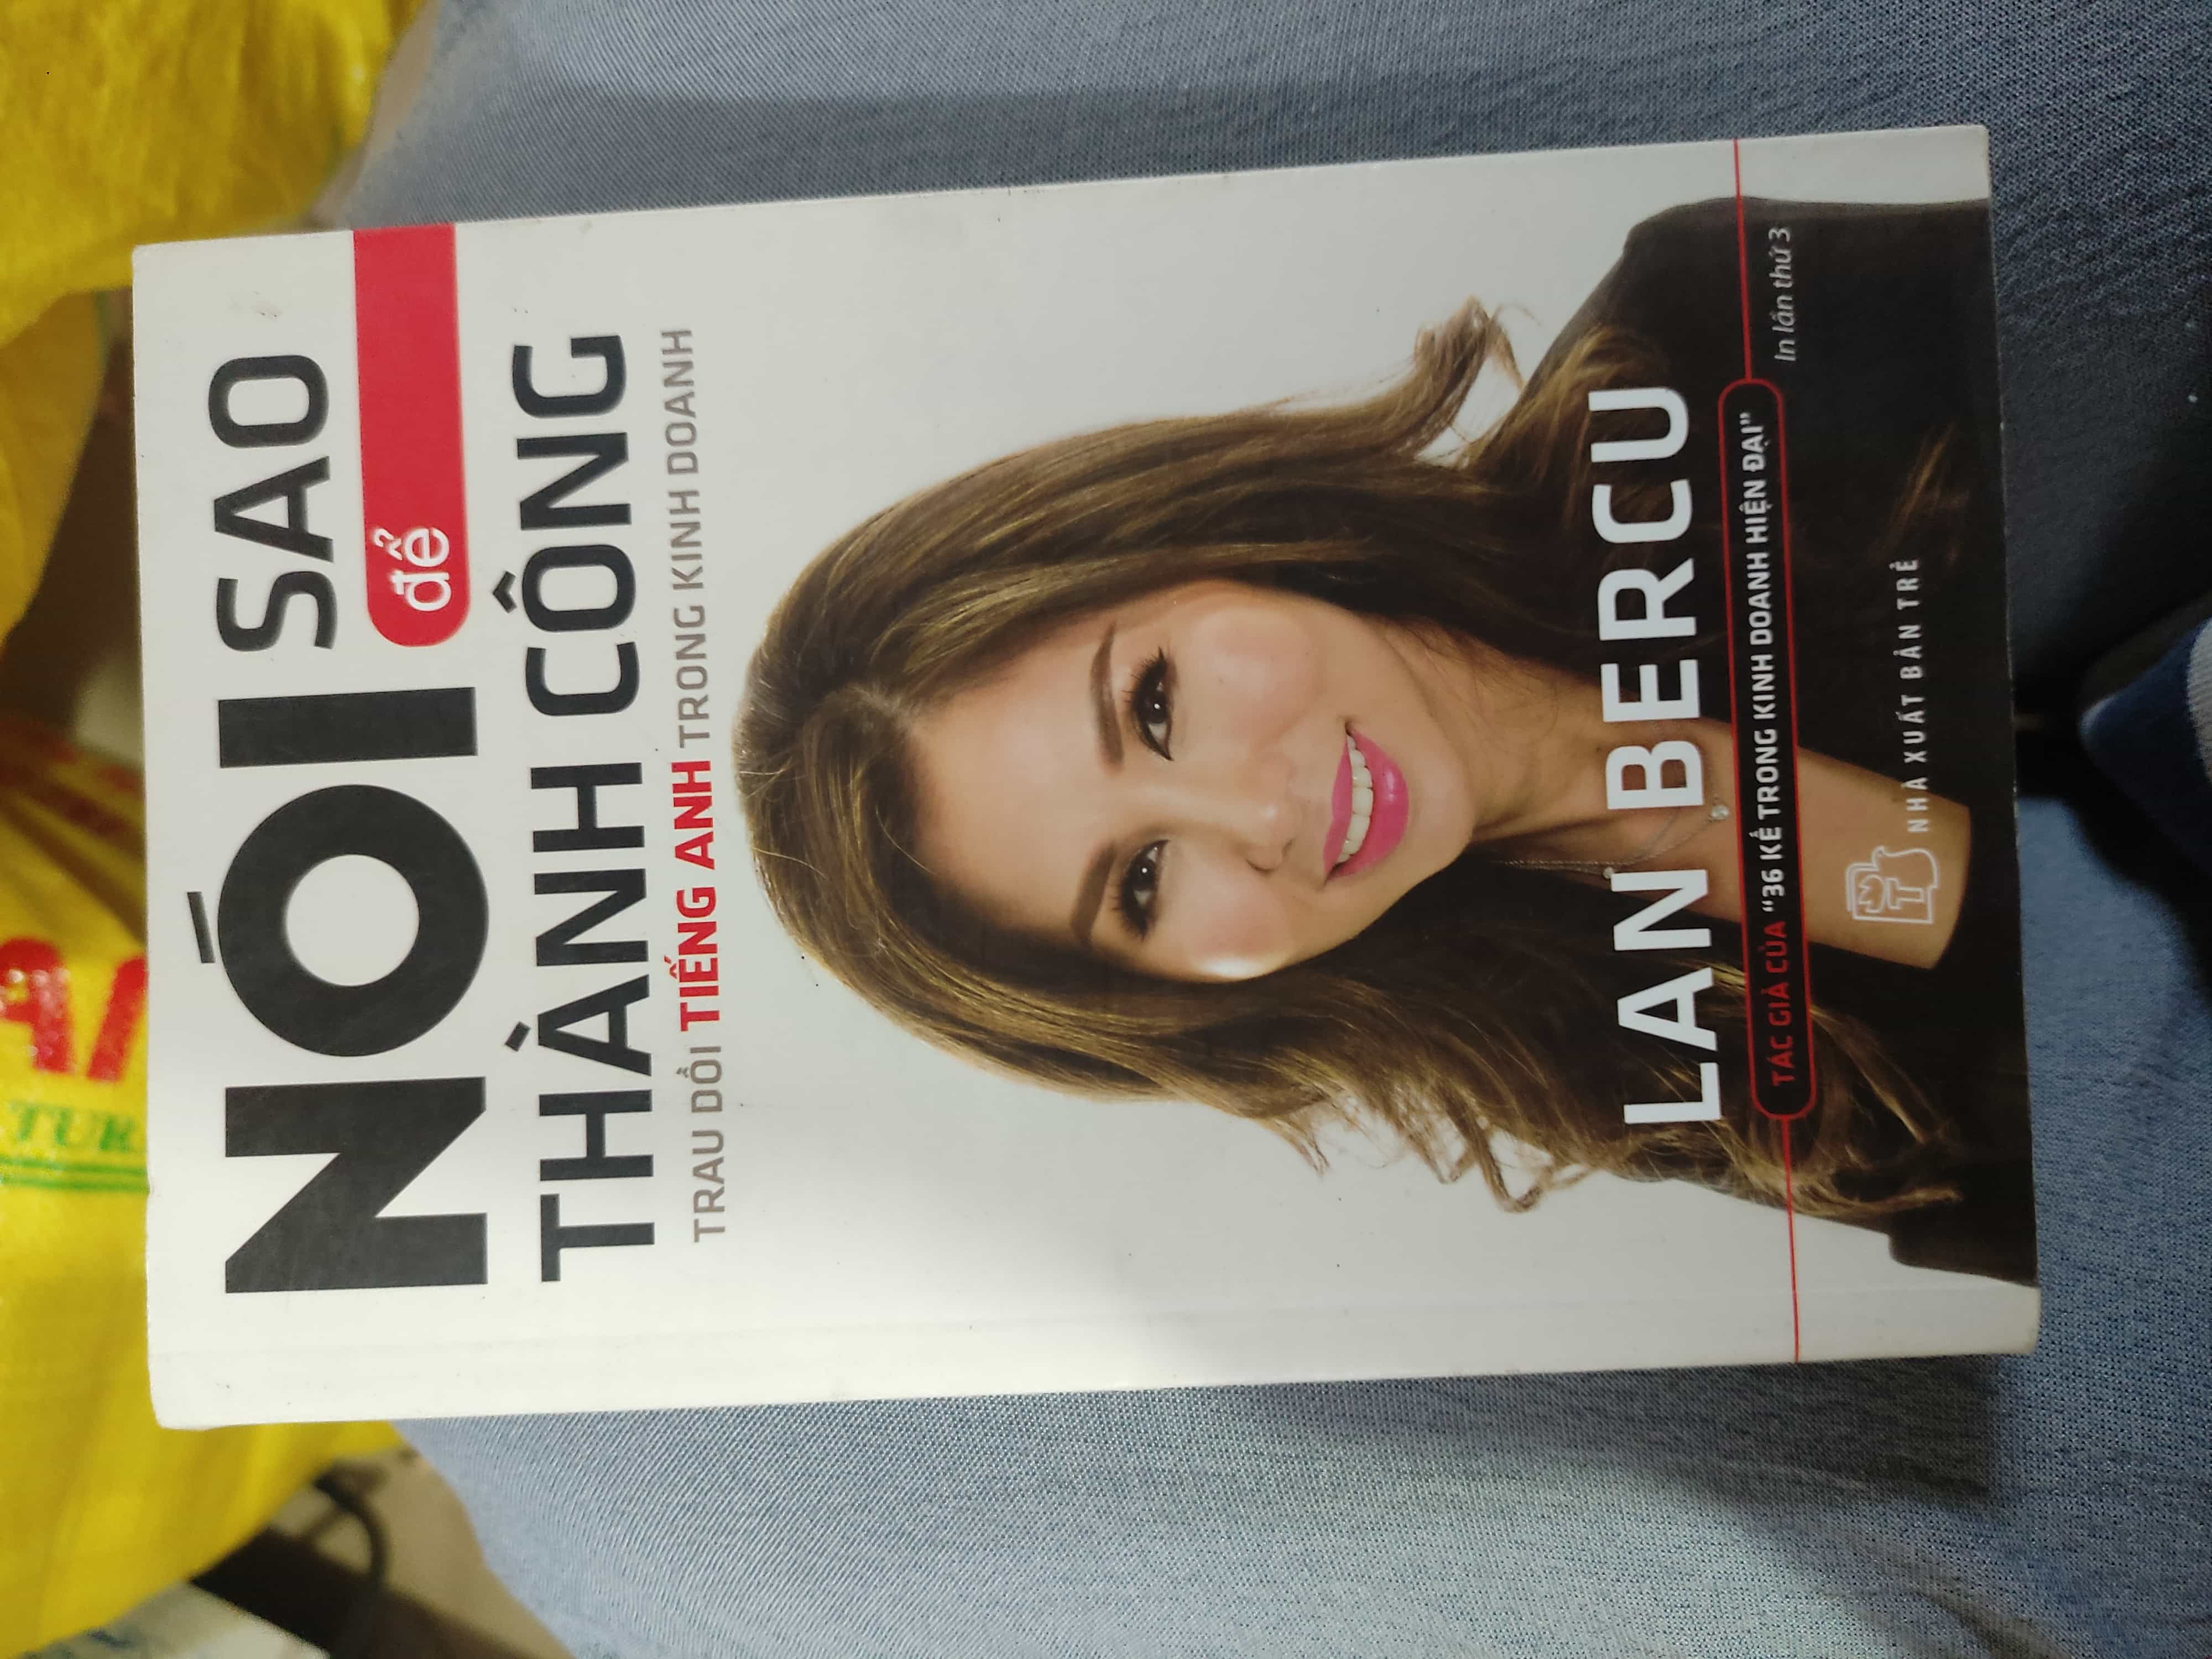 NÓI SAO
để
THÀNH CÔNG
TRAU DỒI TIẾNG ANH TRONG KINH DOANH
LAN BERCU
TÁC GIẢ CỦA "36 KẾ TRONG KINH DOANH HIỆN ĐẠI"
In lần thứ 3
NHÀ XUẤT BẢN TRẺ